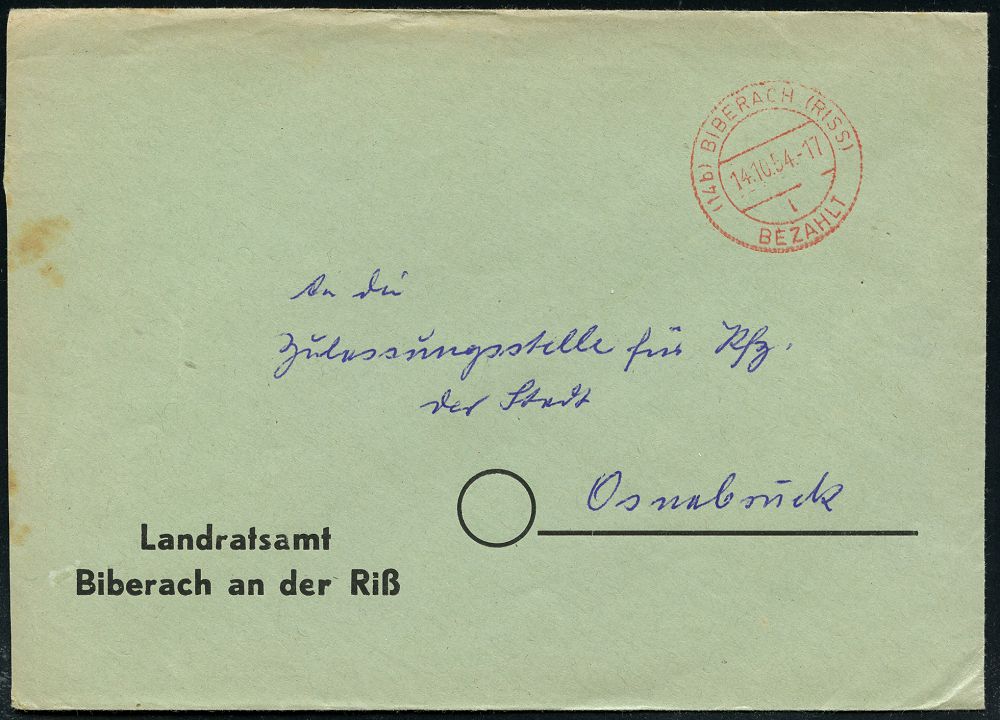 (14b) BIBERACH (RISS)
14.10.54.-17
i
BEZAHLT
An die
Zulassungsstelle für Kfz.
der Stadt
Osnabrück
Landratsamt
Biberach an der Riß